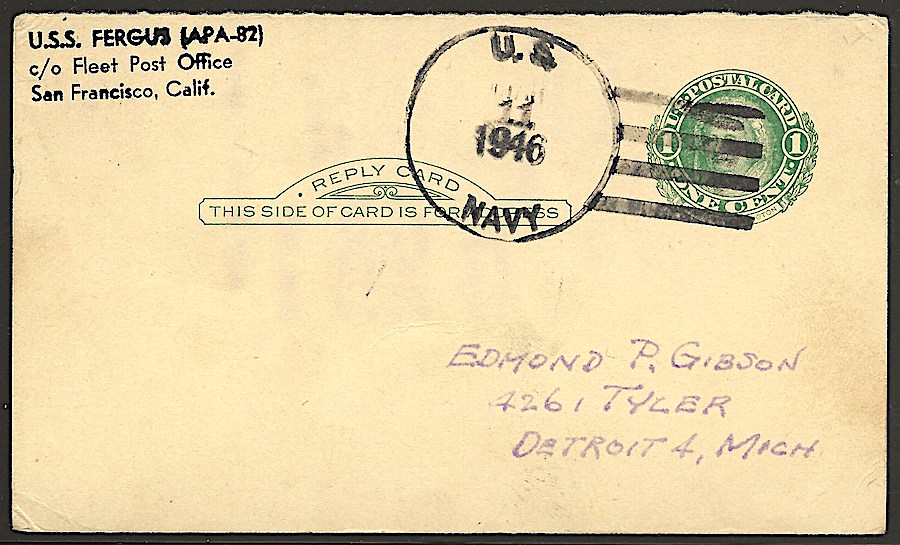 U.S.S. FERGUS (APA-82)
c/o Fleet Post Office
San Francisco, Calif.
U.S.
11
1946
NAVY
U.S. POSTAL CARD
1 1
ONE CENT
REPLY CARD
THIS SIDE OF CARD IS FOR ADDRESS
EDMOND P. GIBSON
4261 TYLER
DETROIT 4, MICH